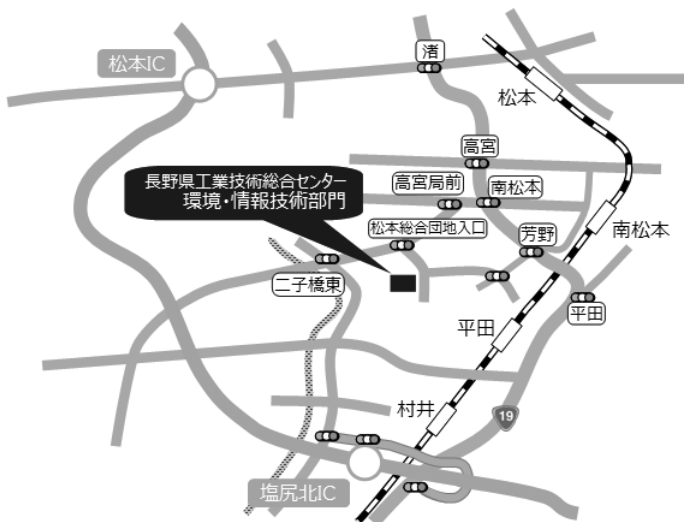 渚
松本IC
松本
高宮
長野県工業技術総合センター
環境・情報技術部門
高宮局前
南松本
松本総合団地入口
芳野
南松本
二子橋東
平田
平田
村井
19
塩尻北IC